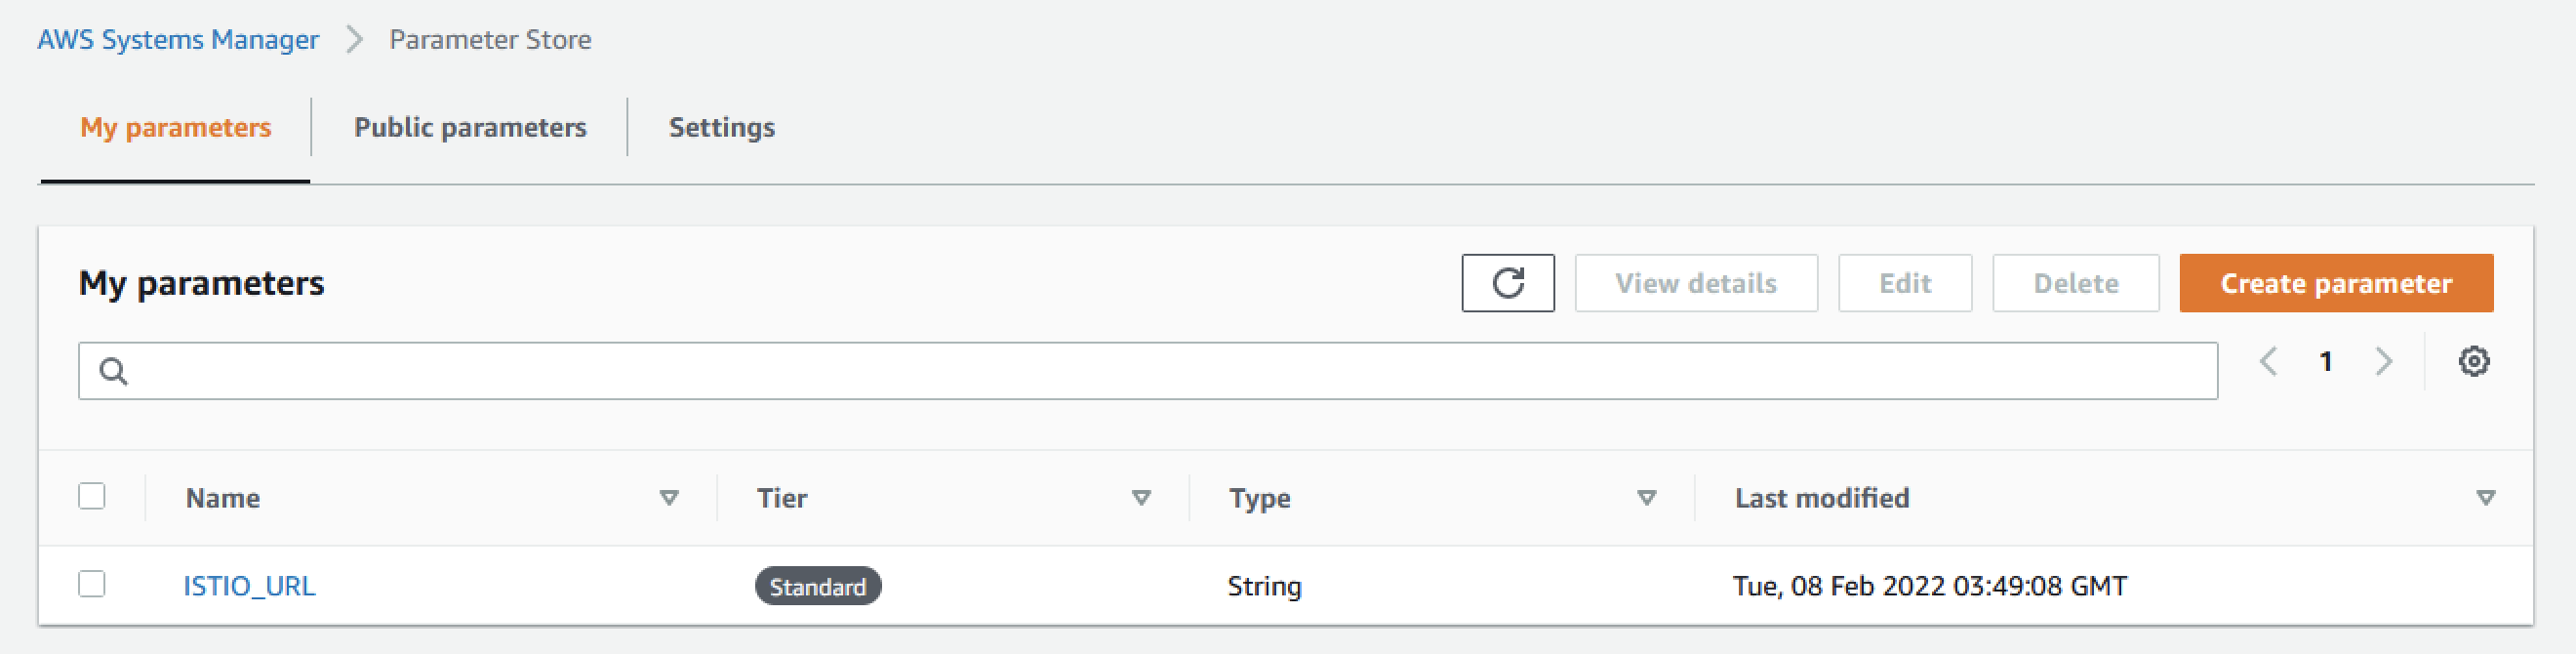 AWS Systems Manager Parameter Store
My parameters Public parameters Settings
My parameters View details Edit Delete Create parameter
1
Name Tier Type Last modified
ISTIO_URL Standard String Tue, 08 Feb 2022 03:49:08 GMT